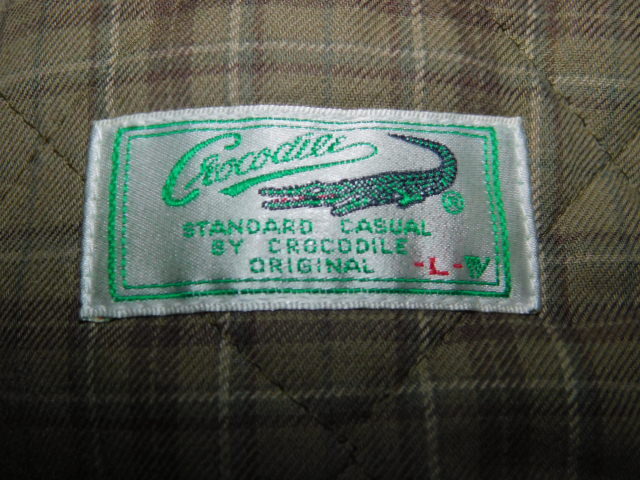 Crocodile ®
STANDARD CASUAL
BY CROCODILE
ORIGINAL -L-W